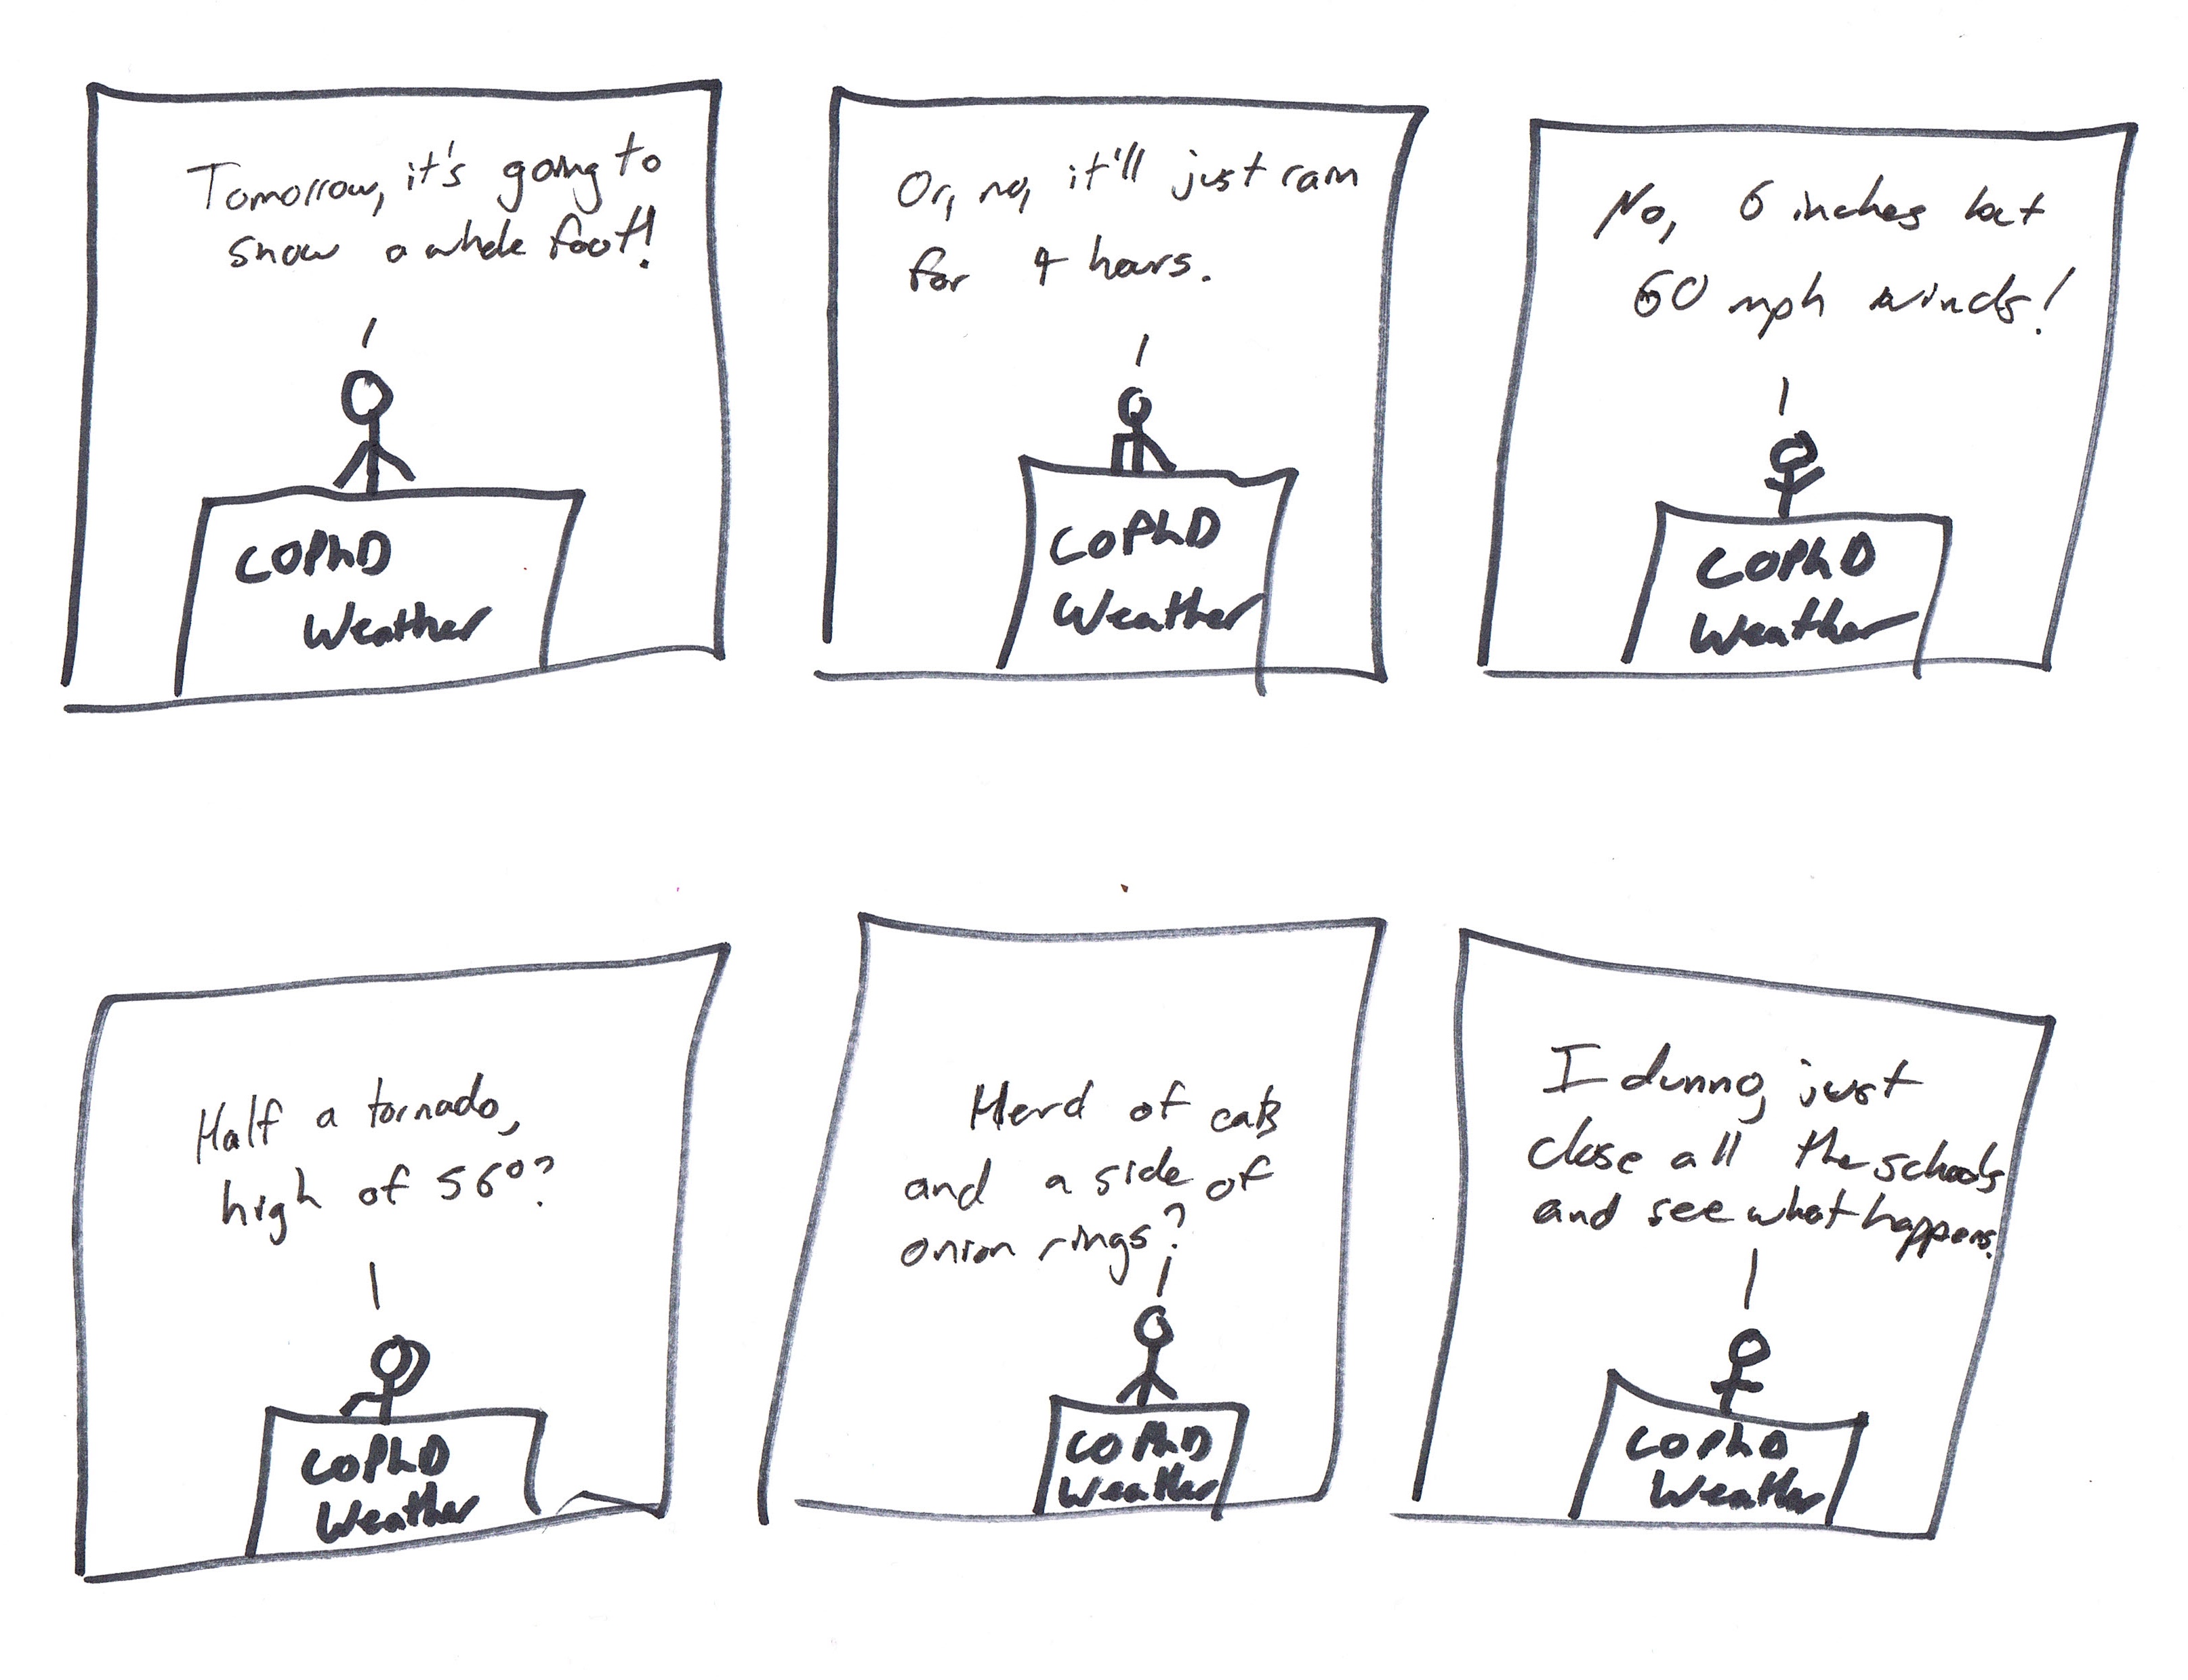 Tomorrow, it's going to
snow a whole foot!
COPhD
Weather
Or, no, it'll just rain
for 4 hours.
COPhD
Weather
No, 6 inches but
60 mph winds!
COPhD
Weather
Half a tornado,
high of 56°?
COPhD
Weather
Herd of cats
and a side of
onion rings?
COPhD
Weather
I dunno, just
close all the schools
and see what happens.
COPhD
Weather